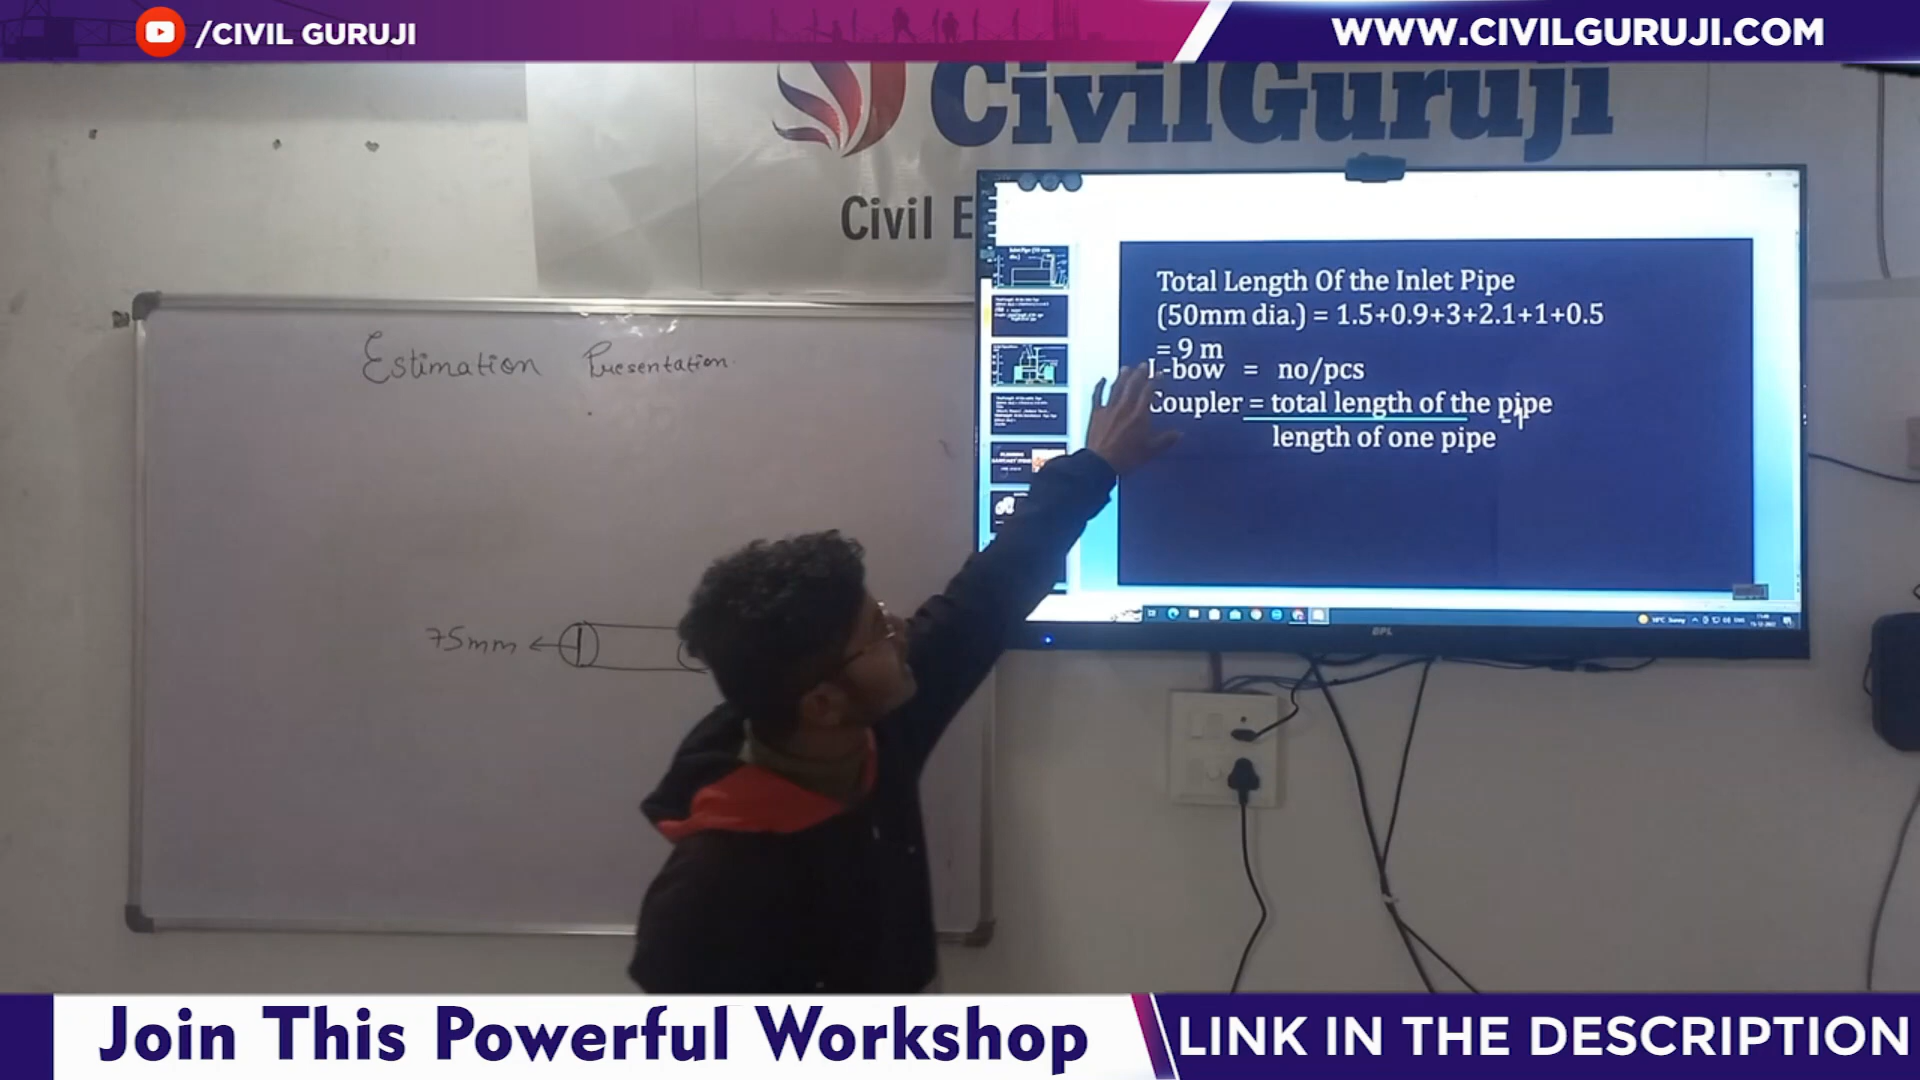 /CIVIL GURUJI
WWW.CIVILGURUJI.COM
CivilGuruji
Civil E
Estimation Presentation
75mm
Total Length Of the Inlet Pipe
(50mm dia.) = 1.5+0.9+3+2.1+1+0.5
= 9 m
L-bow = no/pcs
Coupler = total length of the pipe
-1
length of one pipe
EPL
Join This Powerful Workshop
LINK IN THE DESCRIPTION